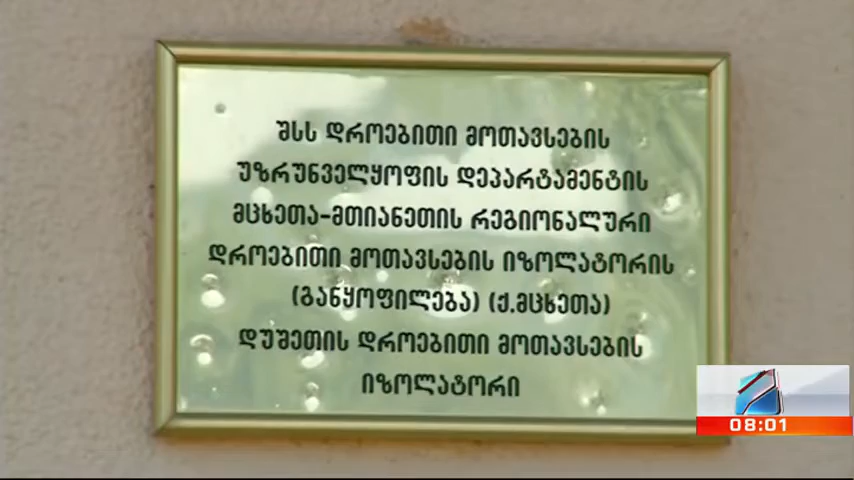 შსს დროებითი მოთავსების
უზრუნველყოფის დეპარტამენტის
მცხეთა-მთიანეთის რეგიონალური
დროებითი მოთავსების იზოლატორის
(განყოფილება) (ქ.მცხეთა)
დუშეთის დროებითი მოთავსების
იზოლატორი
08:01